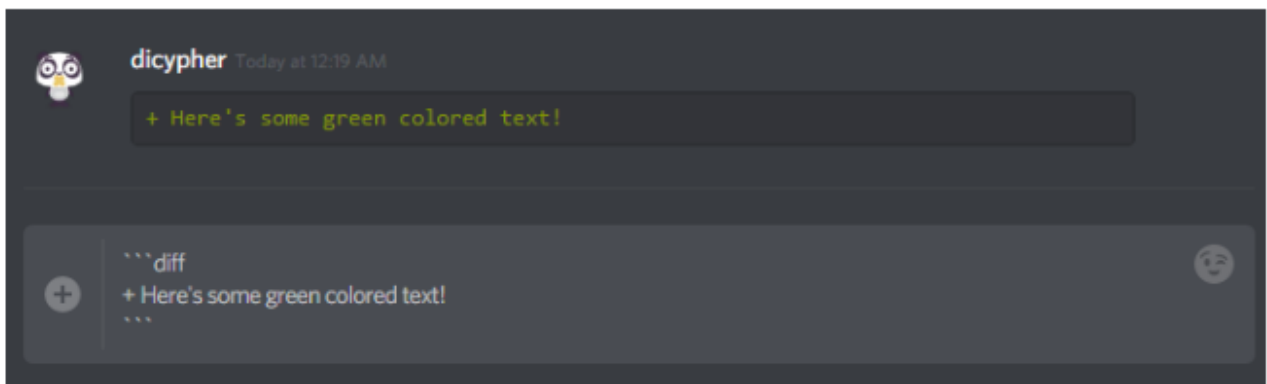 dicypher Today at 12:19 AM
+ Here's some green colored text!
```diff
+ Here's some green colored text!
```